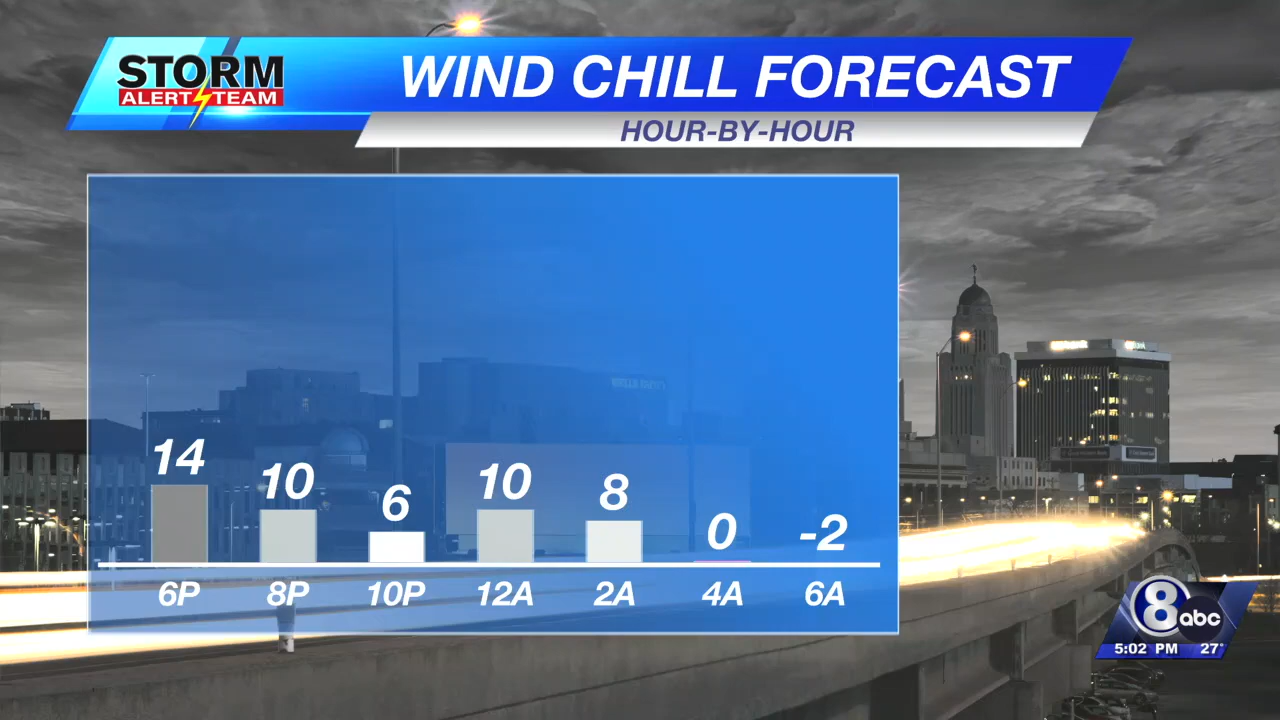 STORM
ALERT TEAM
WIND CHILL FORECAST
HOUR-BY-HOUR
14 10 6 10 8 0 -2
6P 8P 10P 12A 2A 4A 6A
8 abc
5:02 PM 27°